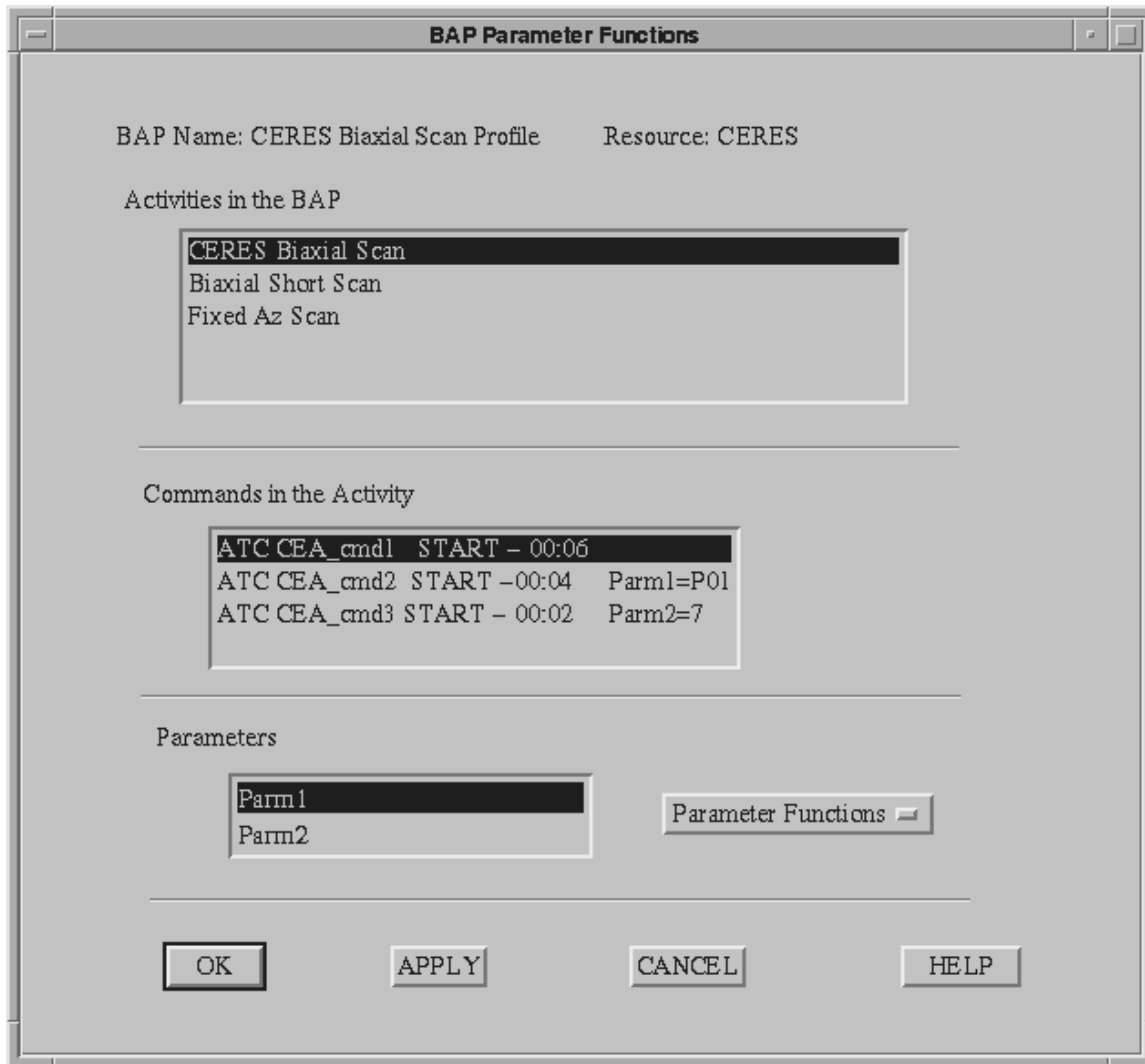 BAP Parameter Functions
BAP Name: CERES Biaxial Scan Profile Resource: CERES
Activities in the BAP
CERES Biaxial Scan
Biaxial Short Scan
Fixed Az Scan
Commands in the Activity
ATC CEA_cmd1 START – 00:06
ATC CEA_cmd2 START –00:04 Parm1=P01
ATC CEA_cmd3 START – 00:02 Parm2=7
Parameters
Parm1
Parm2
Parameter Functions
OK APPLY CANCEL HELP